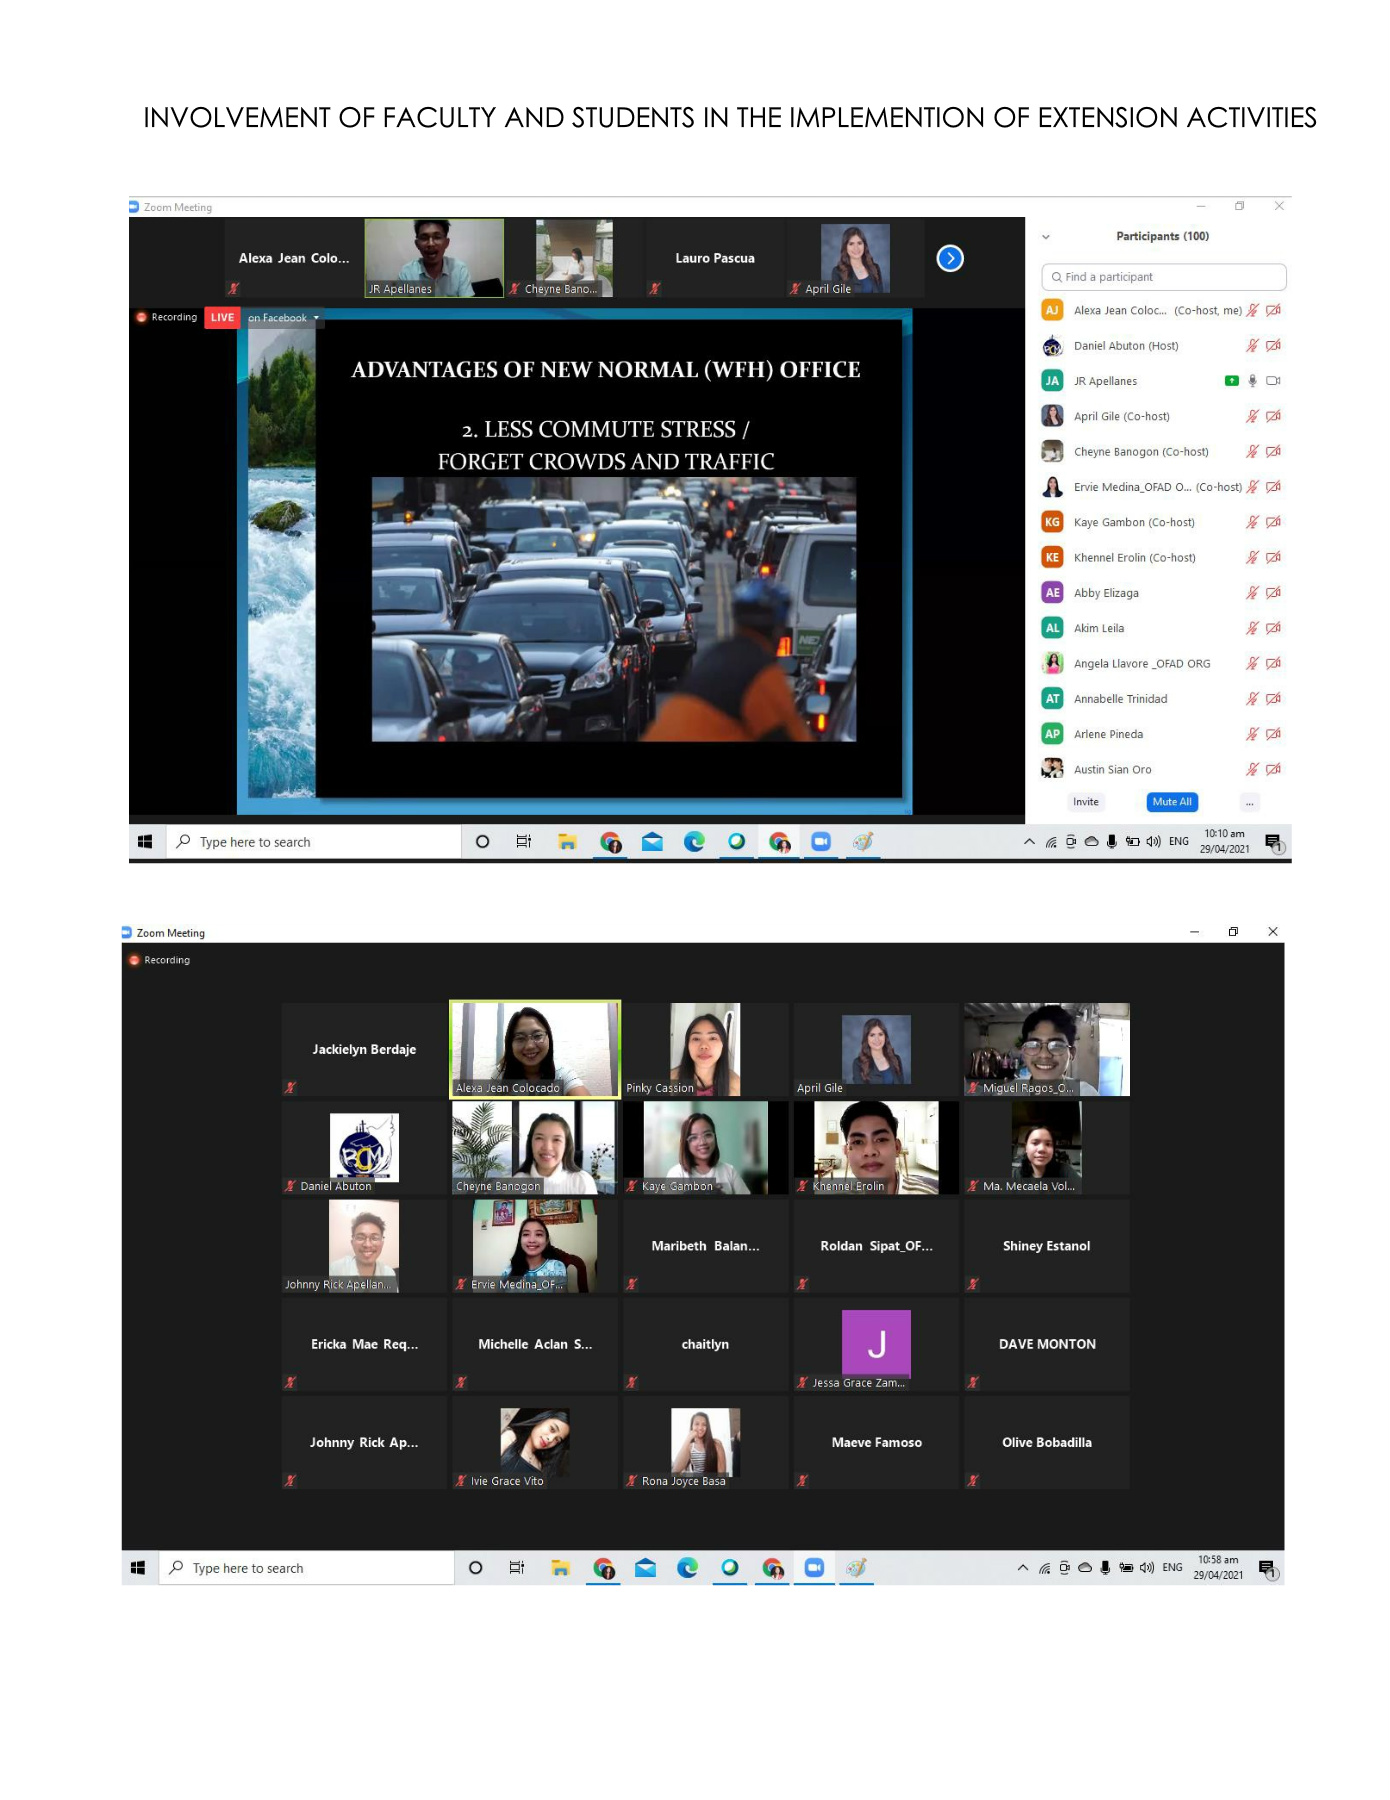 INVOLVEMENT OF FACULTY AND STUDENTS IN THE IMPLEMENTION OF EXTENSION ACTIVITIES
Zoom Meeting
Alexa Jean Colo...
JR Apellanes
Cheyne Bano...
Lauro Pascua
April Gile
Recording
LIVE
on Facebook
ADVANTAGES OF NEW NORMAL (WFH) OFFICE
2. LESS COMMUTE STRESS /
FORGET CROWDS AND TRAFFIC
Participants (100)
Find a participant
AJ Alexa Jean Coloc... (Co-host, me)
Daniel Abuton (Host)
JA JR Apellanes
April Gile (Co-host)
Cheyne Banogon (Co-host)
Ervie Medina_OFAD O... (Co-host)
KG Kaye Gambon (Co-host)
KE Khennel Erolin (Co-host)
AE Abby Elizaga
AL Akim Leila
Angela Llavore _OFAD ORG
AT Annabelle Trinidad
AP Arlene Pineda
Austin Sian Oro
Invite Mute All ...
Type here to search
ENG
10:10 am
29/04/2021
1
Zoom Meeting
Recording
Jackielyn Berdaje
Alexa Jean Colocado
Pinky Cassion
April Gile
Miguel Ragos_O...
Daniel Abuton
Cheyne Banogon
Kaye Gambon
Khennel Erolin
Ma. Mecaela Vol...
Johnny Rick Apellan...
Ervie Medina_OF...
Maribeth Balan...
Roldan Sipat_OF...
Shiney Estanol
Ericka Mae Req...
Michelle Aclan S...
chaitlyn
J
Jessa Grace Zam...
DAVE MONTON
Johnny Rick Ap...
Ivie Grace Vito
Rona Joyce Basa
Maeve Famoso
Olive Bobadilla
Type here to search
ENG
10:58 am
29/04/2021
1